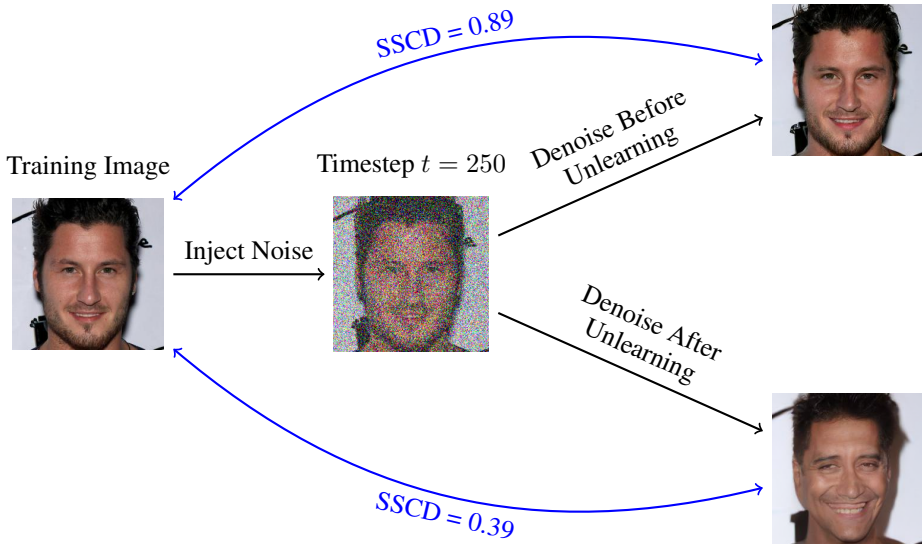 SSCD = 0.89
Denoise Before
Unlearning
Training Image
Timestep t = 250
Inject Noise
Denoise After
Unlearning
SSCD = 0.39